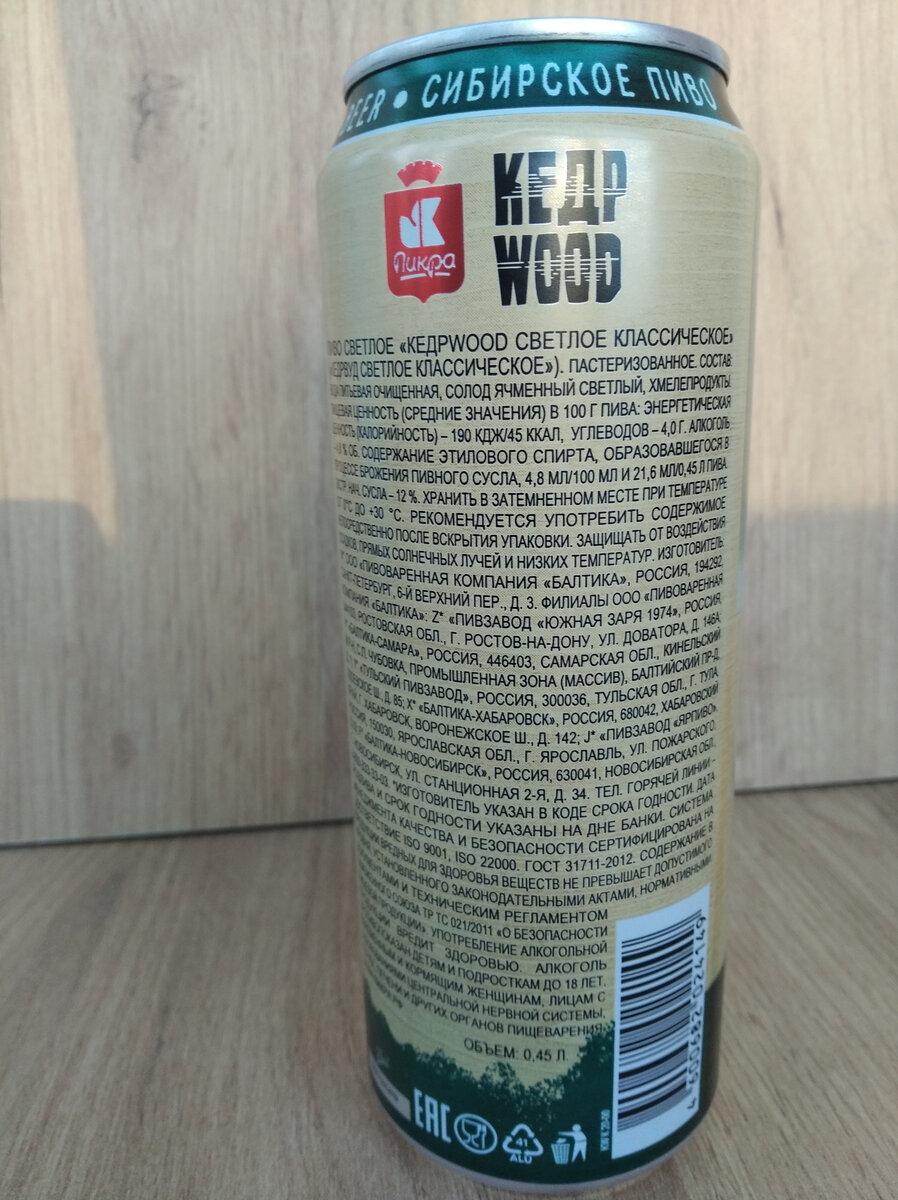 BEER • СИБИРСКОЕ ПИВО
КЕДР
WOOD
Пикра
СВЕТЛОЕ «КЕДРWOOD СВЕТЛОЕ КЛАССИЧЕСКОЕ»
СВЕТЛОЕ КЛАССИЧЕСКОЕ»). ПАСТЕРИЗОВАННОЕ. СОСТАВ:
ПИТЬЕВАЯ ОЧИЩЕННАЯ, СОЛОД ЯЧМЕННЫЙ СВЕТЛЫЙ, ХМЕЛЕПРОДУКТЫ.
ЦЕННОСТЬ (СРЕДНИЕ ЗНАЧЕНИЯ) В 100 Г ПИВА: ЭНЕРГЕТИЧЕСКАЯ
(КАЛОРИЙНОСТЬ) – 190 КДЖ/45 ККАЛ, УГЛЕВОДОВ – 4,0 Г. АЛКОГОЛЬ
% ОБ. СОДЕРЖАНИЕ ЭТИЛОВОГО СПИРТА, ОБРАЗОВАВШЕГОСЯ В
БРОЖЕНИЯ ПИВНОГО СУСЛА, 4,8 МЛ/100 МЛ И 21,6 МЛ/0,45 Л ПИВА.
НАЧ. СУСЛА – 12 %. ХРАНИТЬ В ЗАТЕМНЕННОМ МЕСТЕ ПРИ ТЕМПЕРАТУРЕ
0°С ДО +30 °С. РЕКОМЕНДУЕТСЯ УПОТРЕБИТЬ СОДЕРЖИМОЕ
ПОСЛЕ ВСКРЫТИЯ УПАКОВКИ. ЗАЩИЩАТЬ ОТ ВОЗДЕЙСТВИЯ
ПРЯМЫХ СОЛНЕЧНЫХ ЛУЧЕЙ И НИЗКИХ ТЕМПЕРАТУР. ИЗГОТОВИТЕЛЬ:
ООО «ПИВОВАРЕННАЯ КОМПАНИЯ «БАЛТИКА», РОССИЯ, 194292,
6-Й ВЕРХНИЙ ПЕР., Д. 3. ФИЛИАЛЫ ООО «ПИВОВАРЕННАЯ
«БАЛТИКА»: Z* «ПИВЗАВОД «ЮЖНАЯ ЗАРЯ 1974», РОССИЯ,
РОСТОВСКАЯ ОБЛ., Г. РОСТОВ-НА-ДОНУ, УЛ. ДОВАТОРА, Д. 146А;
«БАЛТИКА-САМАРА», РОССИЯ, 446403, САМАРСКАЯ ОБЛ., КИНЕЛЬСКИЙ
ЧУБОВКА, ПРОМЫШЛЕННАЯ ЗОНА (МАССИВ), БАЛТИЙСКИЙ ПР-Д,
«ТУЛЬСКИЙ ПИВЗАВОД», РОССИЯ, 300036, ТУЛЬСКАЯ ОБЛ., Г. ТУЛА,
Ш., Д. 85; Х* «БАЛТИКА-ХАБАРОВСК», РОССИЯ, 680042, ХАБАРОВСКИЙ
Г. ХАБАРОВСК, ВОРОНЕЖСКОЕ Ш., Д. 142; J* «ПИВЗАВОД «ЯРПИВО»,
150030, ЯРОСЛАВСКАЯ ОБЛ., Г. ЯРОСЛАВЛЬ, УЛ. ПОЖАРСКОГО,
«БАЛТИКА-НОВОСИБИРСК», РОССИЯ, 630041, НОВОСИБИРСКАЯ ОБЛ.,
НОВОСИБИРСК, УЛ. СТАНЦИОННАЯ 2-Я, Д. 34. ТЕЛ. ГОРЯЧЕЙ ЛИНИИ –
*ИЗГОТОВИТЕЛЬ УКАЗАН В КОДЕ СРОКА ГОДНОСТИ. ДАТА
И СРОК ГОДНОСТИ УКАЗАНЫ НА ДНЕ БАНКИ. СИСТЕМА
КАЧЕСТВА И БЕЗОПАСНОСТИ СЕРТИФИЦИРОВАНА НА
ISO 9001, ISO 22000. ГОСТ 31711-2012. СОДЕРЖАНИЕ В
ВРЕДНЫХ ДЛЯ ЗДОРОВЬЯ ВЕЩЕСТВ НЕ ПРЕВЫШАЕТ ДОПУСТИМОГО
УСТАНОВЛЕННОГО ЗАКОНОДАТЕЛЬНЫМИ АКТАМИ, НОРМАТИВНЫМИ
И ТЕХНИЧЕСКИМ РЕГЛАМЕНТОМ
СОЮЗА ТР ТС 021/2011 «О БЕЗОПАСНОСТИ
ПРОДУКЦИИ». УПОТРЕБЛЕНИЕ АЛКОГОЛЬНОЙ
ВРЕДИТ ЗДОРОВЬЮ. АЛКОГОЛЬ
ДЕТЯМ И ПОДРОСТКАМ ДО 18 ЛЕТ,
И КОРМЯЩИМ ЖЕНЩИНАМ, ЛИЦАМ С
ЦЕНТРАЛЬНОЙ НЕРВНОЙ СИСТЕМЫ,
И ДРУГИХ ОРГАНОВ ПИЩЕВАРЕНИЯ.
ОБЪЕМ: 0,45 Л.
4 600682 024149
EAC
41
ALU